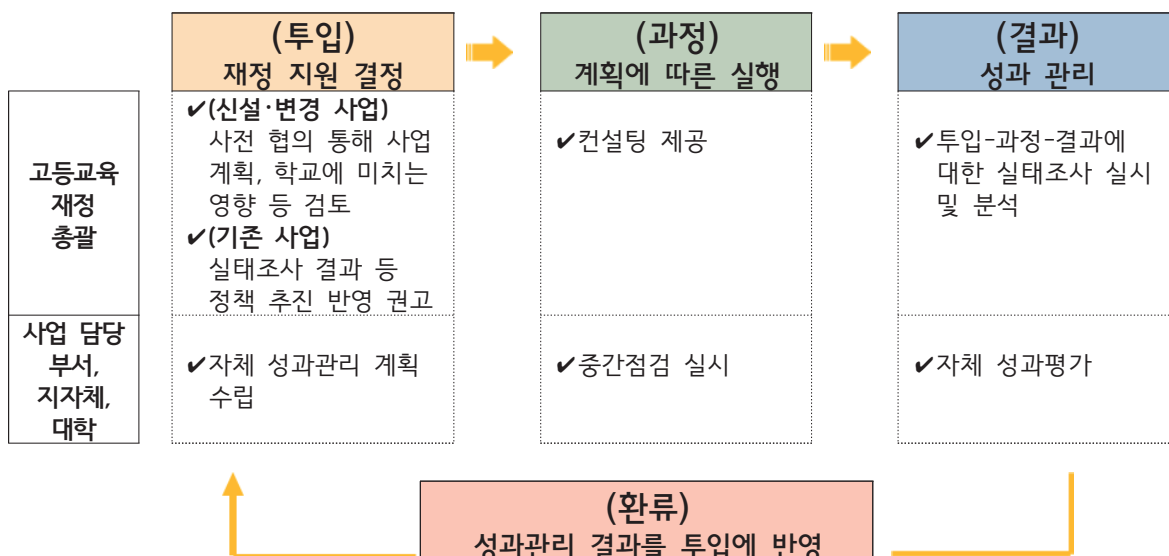 (투입)
재정 지원 결정
(과정)
계획에 따른 실행
(결과)
성과 관리
고등교육
재정
총괄
✔(신설·변경 사업)
사전 협의 통해 사업
계획, 학교에 미치는
영향 등 검토
✔(기존 사업)
실태조사 결과 등
정책 추진 반영 권고
✔컨설팅 제공
✔투입-과정-결과에
대한 실태조사 실시
및 분석
사업 담당
부서,
지자체,
대학
✔자체 성과관리 계획
수립
✔중간점검 실시
✔자체 성과평가
(환류)
성과관리 결과를 투입에 반영